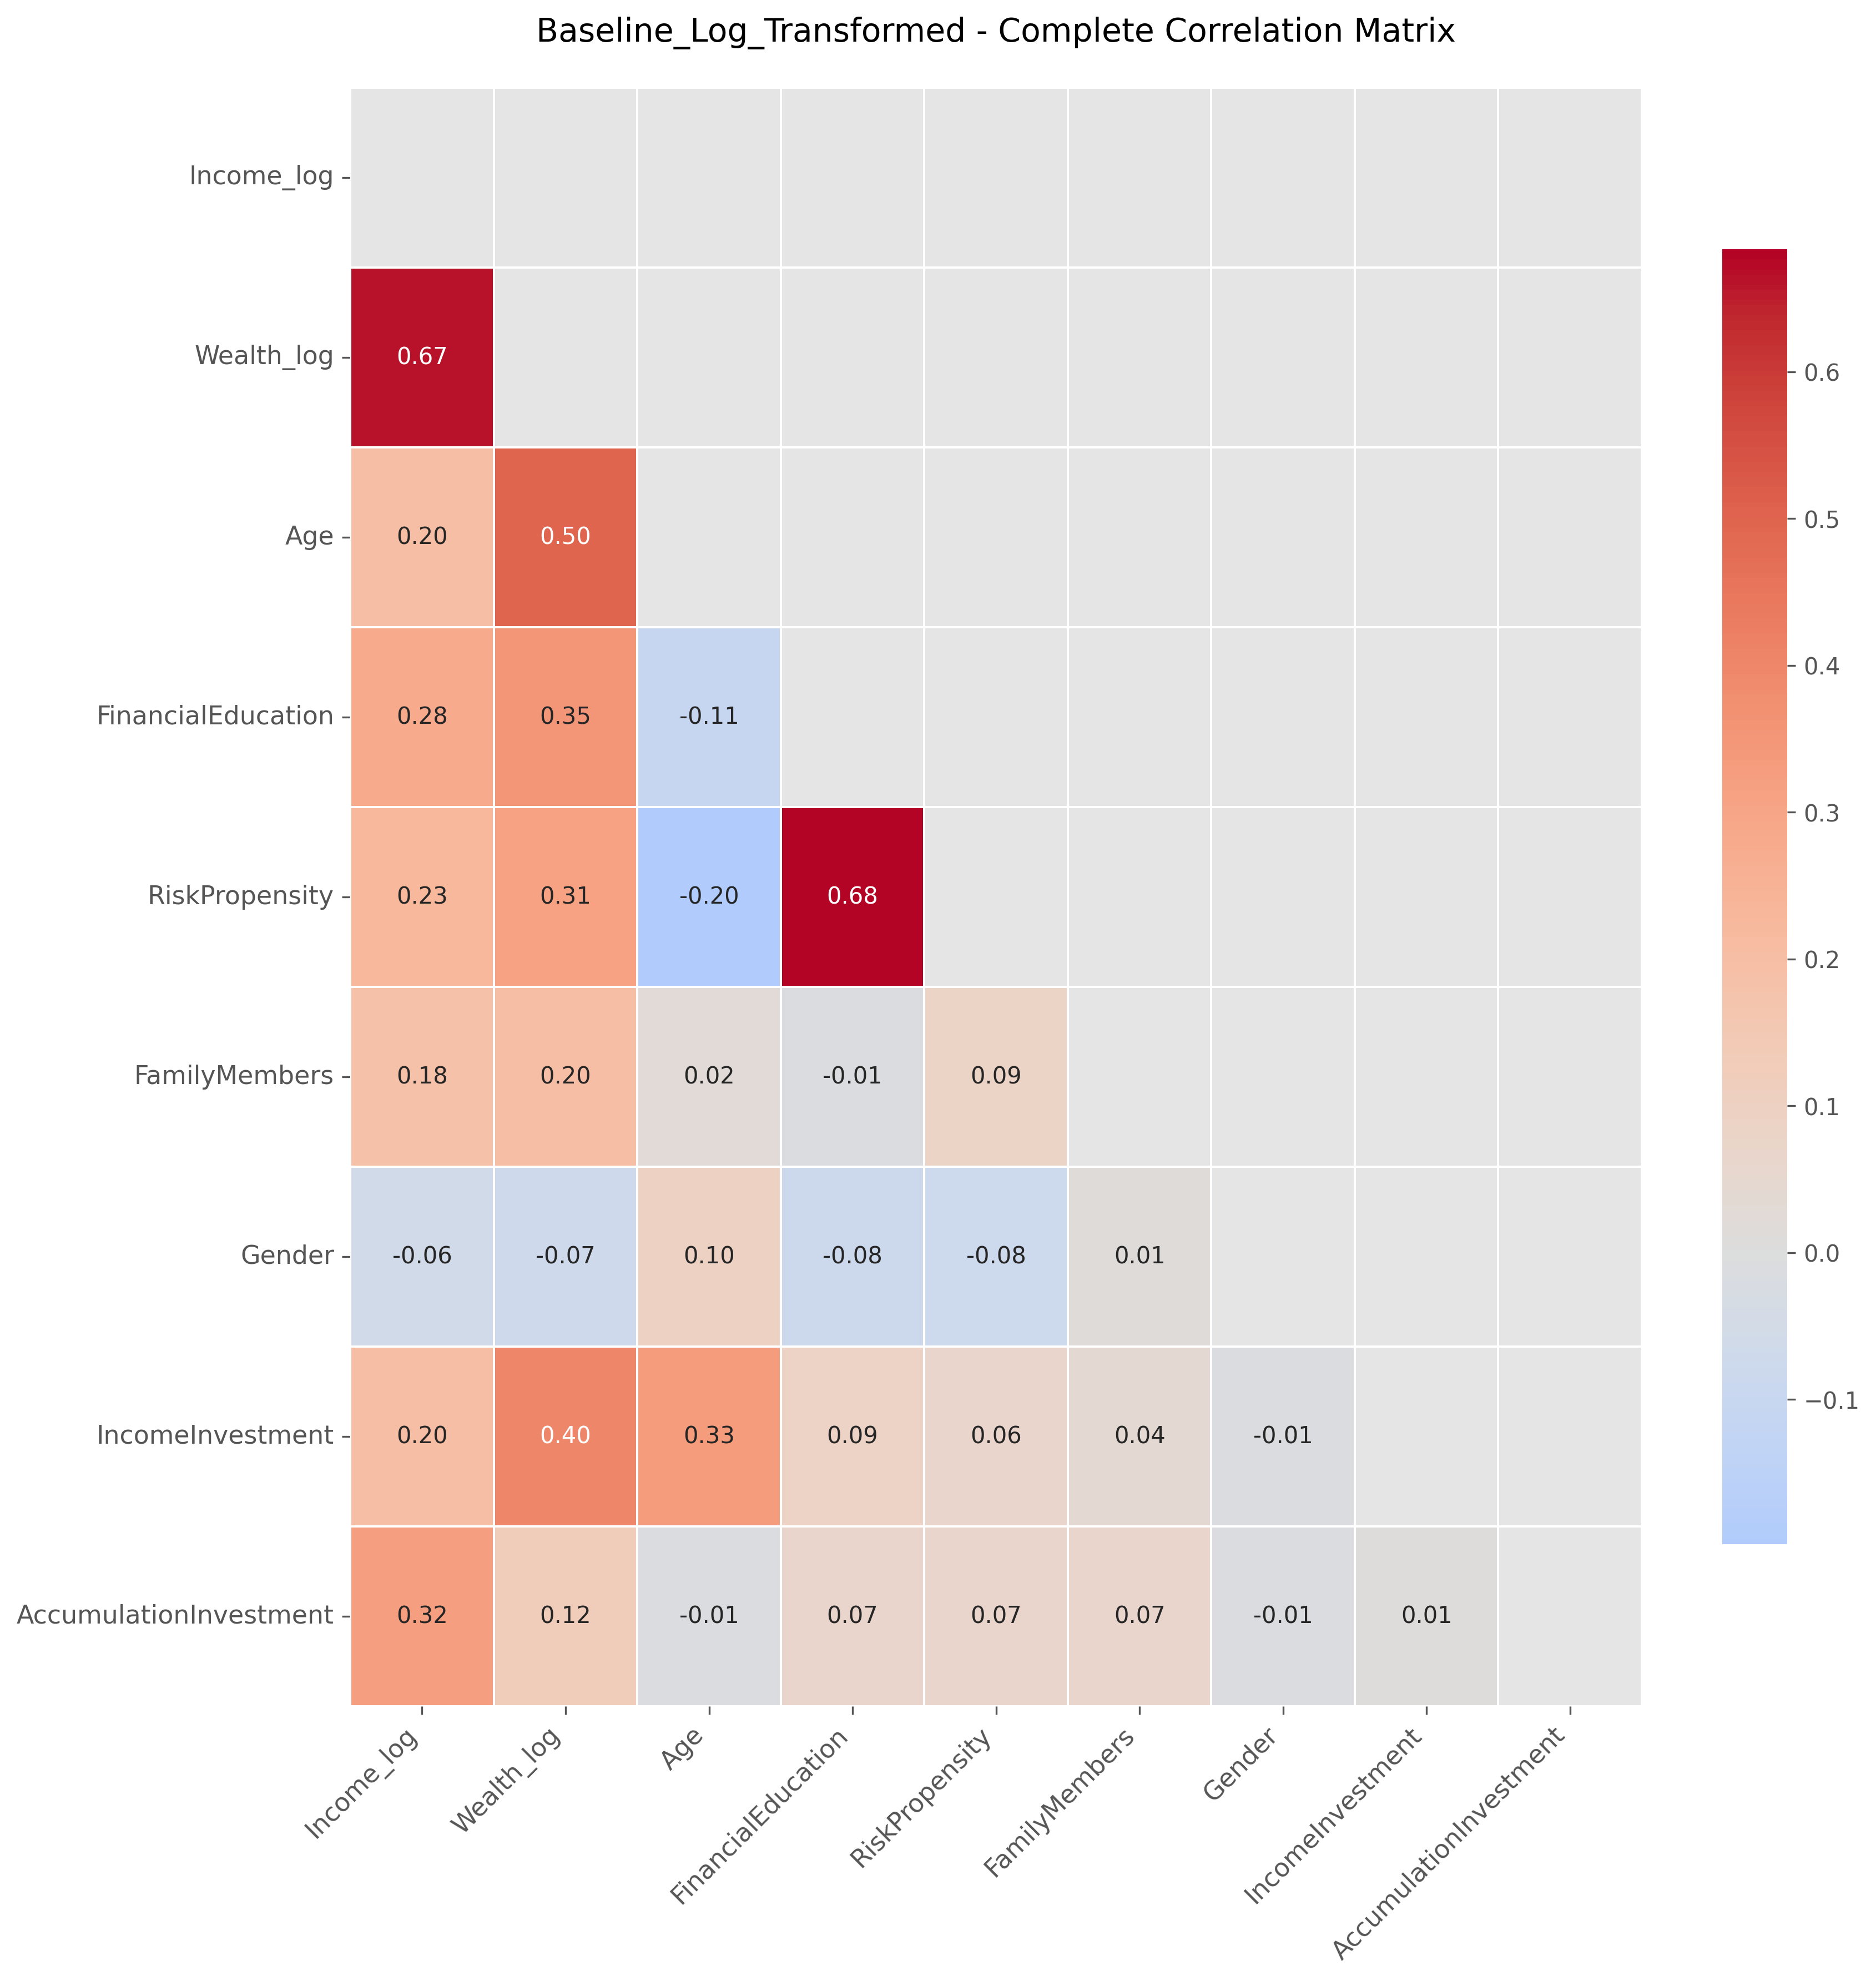 Baseline_Log_Transformed - Complete Correlation Matrix
Income_log
Wealth_log
0.67
Age
0.20 0.50
FinancialEducation
0.28 0.35 -0.11
RiskPropensity
0.23 0.31 -0.20 0.68
FamilyMembers
0.18 0.20 0.02 -0.01 0.09
Gender
-0.06 -0.07 0.10 -0.08 -0.08 0.01
IncomeInvestment
0.20 0.40 0.33 0.09 0.06 0.04 -0.01
AccumulationInvestment
0.32 0.12 -0.01 0.07 0.07 0.07 -0.01 0.01
Income_log
Wealth_log
Age
FinancialEducation
RiskPropensity
FamilyMembers
Gender
IncomeInvestment
AccumulationInvestment
0.6
0.5
0.4
0.3
0.2
0.1
0.0
−0.1